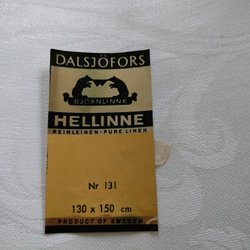 DALSJÖFORS
BJÖRNLINNE
HELLINNE
REINLEINEN - PURE LINEN
Nr 131
130 x 150 cm
PRODUCT OF SWEDEN